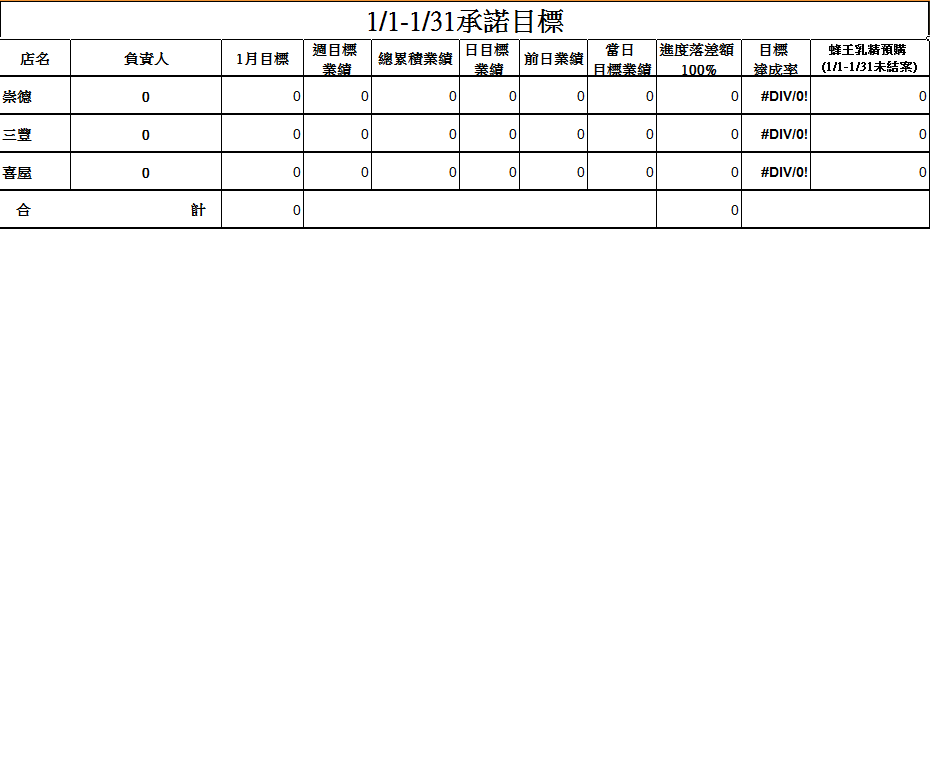 1/1-1/31承諾目標
店名 負責人 1月目標 週目標業績 總累積業績 日目標業績 前日業績 當日目標業績 進度落差額100% 目標達成率 蜂王乳精預購(1/1-1/31未結案)
崇德 0 0 0 0 0 0 0 0 #DIV/0! 0
三豐 0 0 0 0 0 0 0 0 #DIV/0! 0
喜屋 0 0 0 0 0 0 0 0 #DIV/0! 0
合 計 0 0